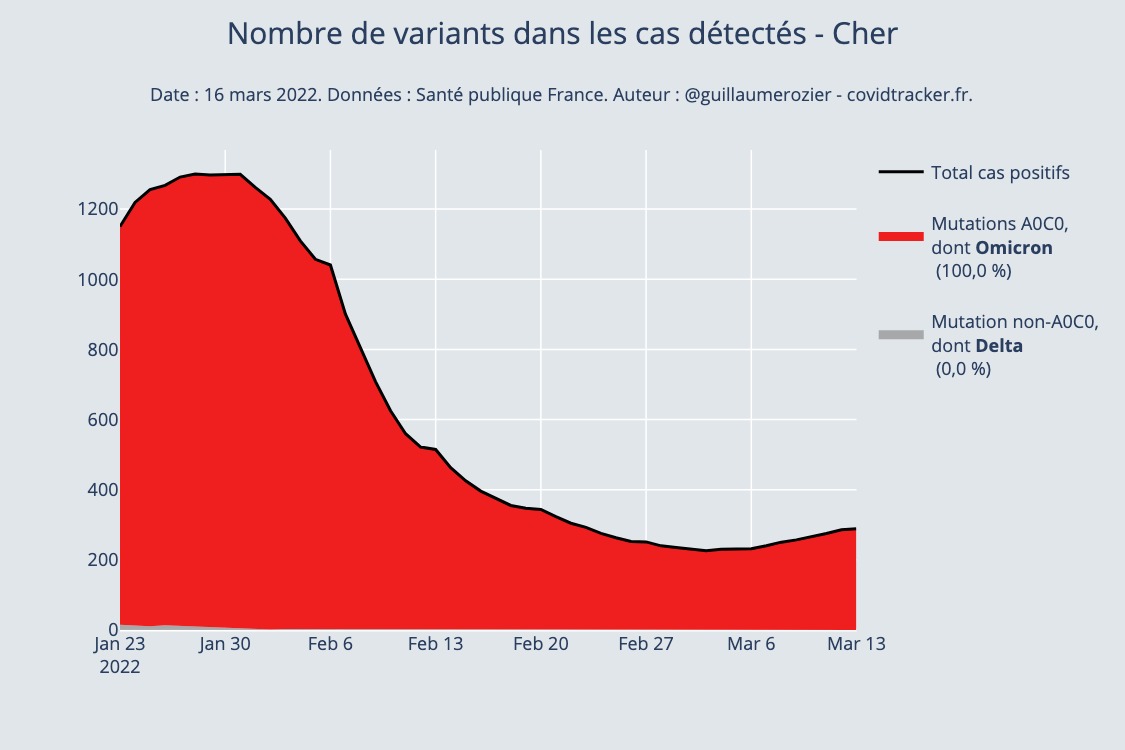 Nombre de variants dans les cas détectés - Cher
Date : 16 mars 2022. Données : Santé publique France. Auteur : @guillaumerozier - covidtracker.fr.
Total cas positifs
Mutations A0C0,
dont Omicron
(100,0 %)
Mutation non-A0C0,
dont Delta
(0,0 %)
1200
1000
800
600
400
200
0
Jan 23 Jan 30 Feb 6 Feb 13 Feb 20 Feb 27 Mar 6 Mar 13
2022